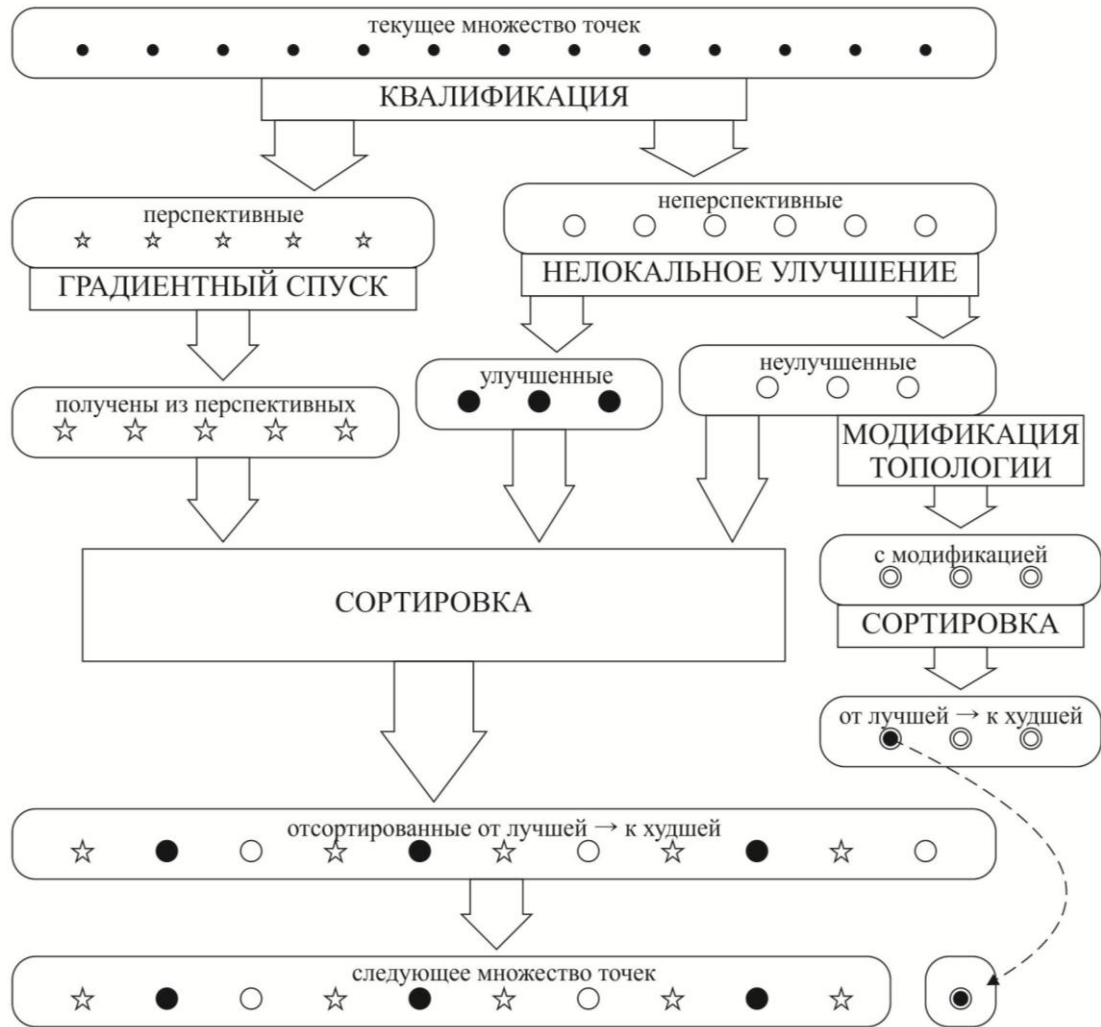 текущее множество точек
КВАЛИФИКАЦИЯ
перспективные
неперспективные
ГРАДИЕНТНЫЙ СПУСК
НЕЛОКАЛЬНОЕ УЛУЧШЕНИЕ
улучшенные
неулучшенные
получены из перспективных
МОДИФИКАЦИЯ
ТОПОЛОГИИ
с модификацией
СОРТИРОВКА
СОРТИРОВКА
от лучшей → к худшей
отсортированные от лучшей → к худшей
следующее множество точек